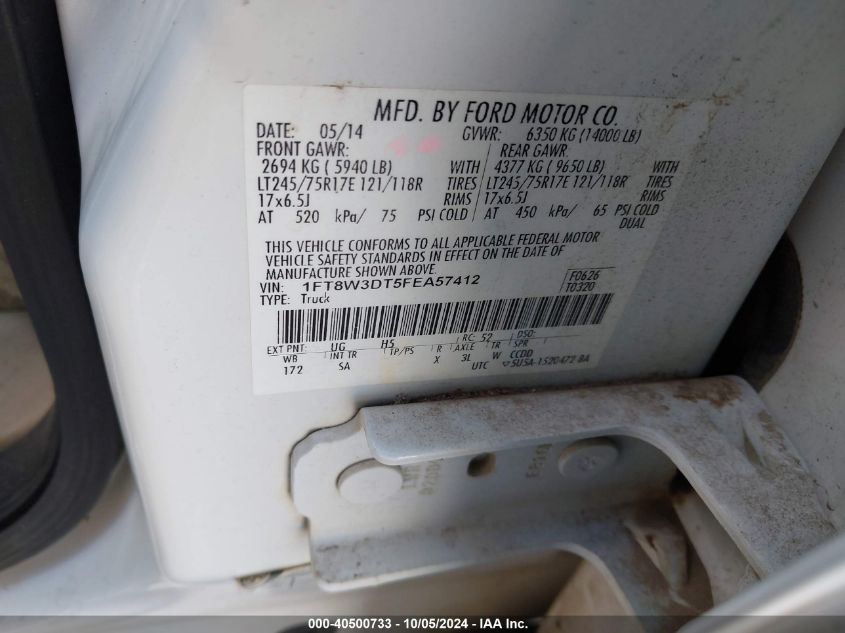 MFD. BY FORD MOTOR CO.
DATE: 05/14 GVWR: 6350 KG (14000 LB)
FRONT GAWR: REAR GAWR:
2694 KG ( 5940 LB) WITH 4377 KG ( 9650 LB) WITH
LT245/75R17E 121/118R TIRES LT245/75R17E 121/118R TIRES
17x6.5J RIMS 17x6.5J RIMS
AT 520 kPa/ 75 PSI COLD AT 450 kPa/ 65 PSI COLD
DUAL
THIS VEHICLE CONFORMS TO ALL APPLICABLE FEDERAL MOTOR
VEHICLE SAFETY STANDARDS IN EFFECT ON THE DATE OF
MANUFACTURE SHOWN ABOVE.
VIN: 1FT8W3DT5FEA57412 F0626
TYPE: Truck T0320
EXT PNT: UG H5 RC: 52 DSO:
WB INT TR TP/PS R AXLE TR SPR
172 SA X 3L W CCDD
UTC 5U5A-1520472-BA
000-40500733 - 10/05/2024 - IAA Inc.